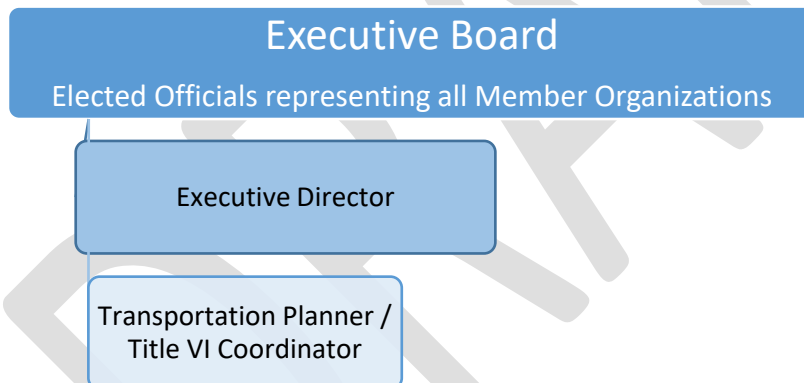 Executive Board
Elected Officials representing all Member Organizations
Executive Director
Transportation Planner /
Title VI Coordinator